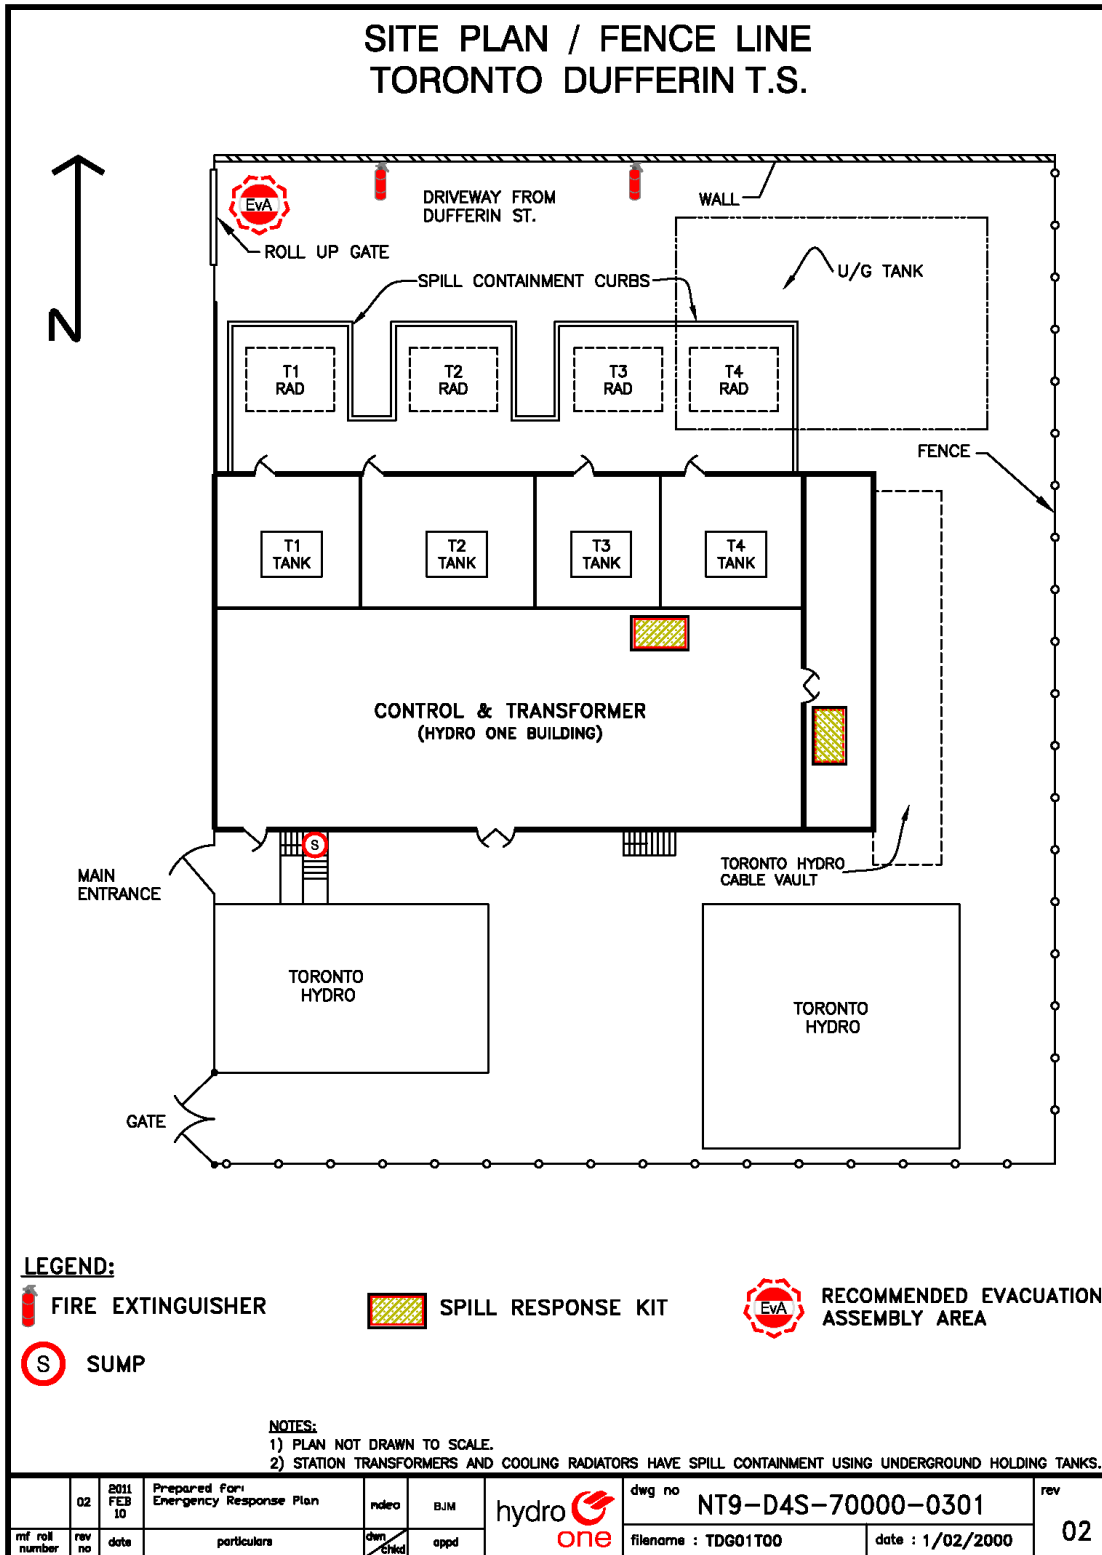 SITE PLAN / FENCE LINE
TORONTO DUFFERIN T.S.
EvA
DRIVEWAY FROM
DUFFERIN ST.
WALL
ROLL UP GATE
U/G TANK
SPILL CONTAINMENT CURBS
N
T1
RAD
T2
RAD
T3
RAD
T4
RAD
FENCE
T1
TANK
T2
TANK
T3
TANK
T4
TANK
CONTROL & TRANSFORMER
(HYDRO ONE BUILDING)
S
MAIN
ENTRANCE
TORONTO HYDRO
CABLE VAULT
TORONTO
HYDRO
TORONTO
HYDRO
GATE
LEGEND:
FIRE EXTINGUISHER
SPILL RESPONSE KIT
EvA
RECOMMENDED EVACUATION
ASSEMBLY AREA
S
SUMP
NOTES:
1) PLAN NOT DRAWN TO SCALE.
2) STATION TRANSFORMERS AND COOLING RADIATORS HAVE SPILL CONTAINMENT USING UNDERGROUND HOLDING TANKS.
02
2011
FEB
10
Prepared for:
Emergency Response Plan
mdeo
BJM
mf roll
number
rev
no
date
particulars
dwn
chkd
appd
hydro
one
dwg no
NT9-D4S-70000-0301
filename : TDG01T00
date : 1/02/2000
rev
02